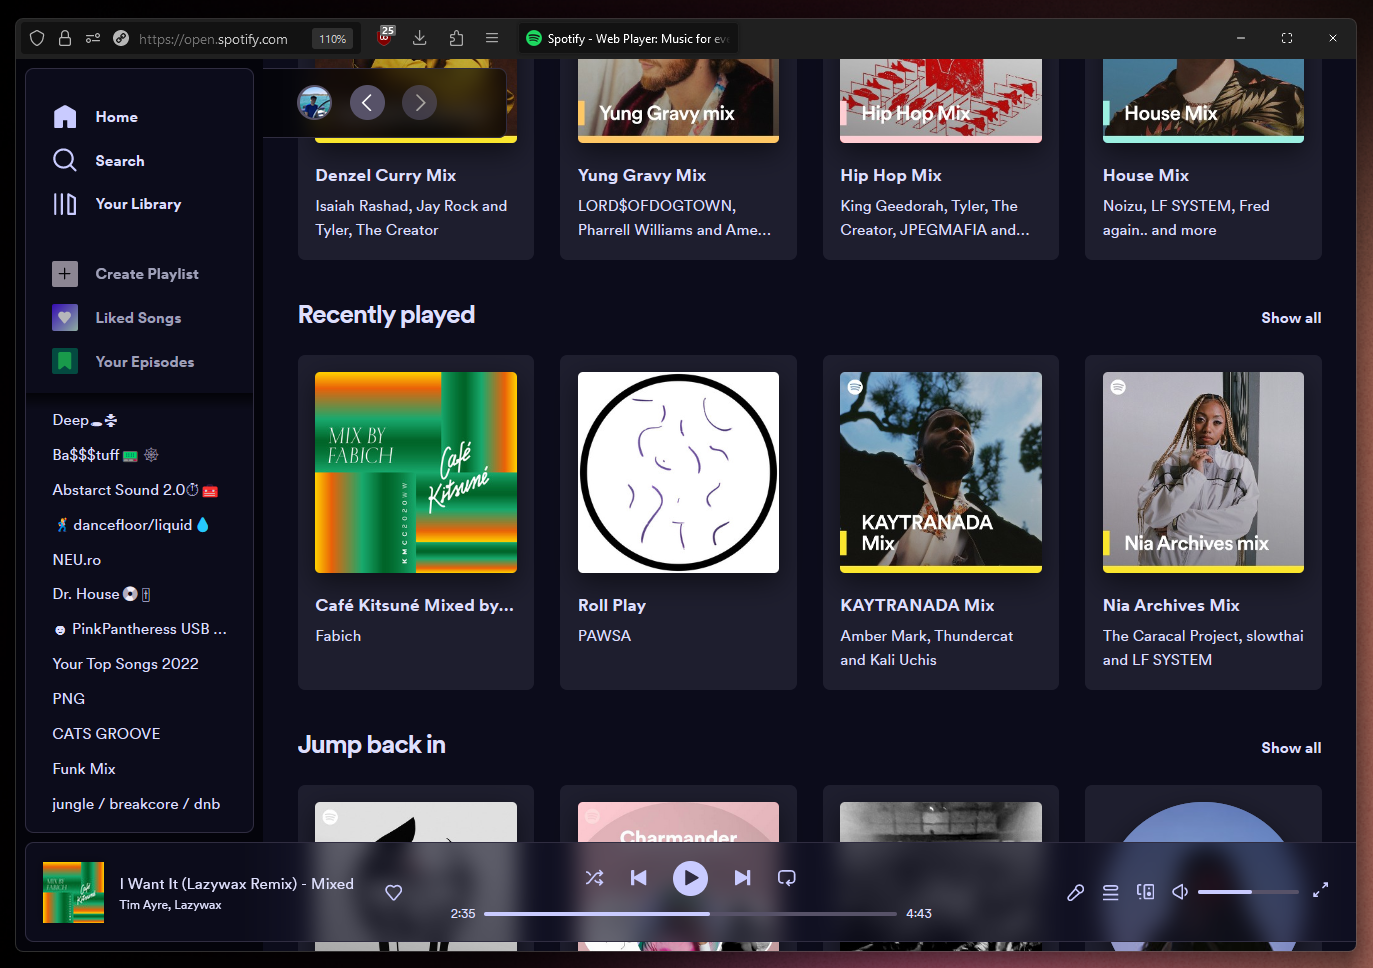 https://open.spotify.com
110%
25
Spotify - Web Player: Music for eve
Home
Search
Your Library
Create Playlist
Liked Songs
Your Episodes
Deep
Ba$$$tuff
Abstarct Sound 2.0
dancefloor/liquid
NEU.ro
Dr. House
PinkPantheress USB ...
Your Top Songs 2022
PNG
CATS GROOVE
Funk Mix
jungle / breakcore / dnb
Yung Gravy mix
Hip Hop Mix
House Mix
Denzel Curry Mix
Isaiah Rashad, Jay Rock and
Tyler, The Creator
Yung Gravy Mix
LORD$OFDOGTOWN,
Pharrell Williams and Ame...
Hip Hop Mix
King Geedorah, Tyler, The
Creator, JPEGMAFIA and...
House Mix
Noizu, LF SYSTEM, Fred
again.. and more
Recently played
Show all
MIX BY
FABICH
Café
Kitsuné
KMCC2020WW
KAYTRANADA
Mix
Nia Archives mix
Café Kitsuné Mixed by...
Fabich
Roll Play
PAWSA
KAYTRANADA Mix
Amber Mark, Thundercat
and Kali Uchis
Nia Archives Mix
The Caracal Project, slowthai
and LF SYSTEM
Jump back in
Show all
Charmander
MIX BY
FABICH
Café
Kitsuné
I Want It (Lazywax Remix) - Mixed
Tim Ayre, Lazywax
2:35
4:43